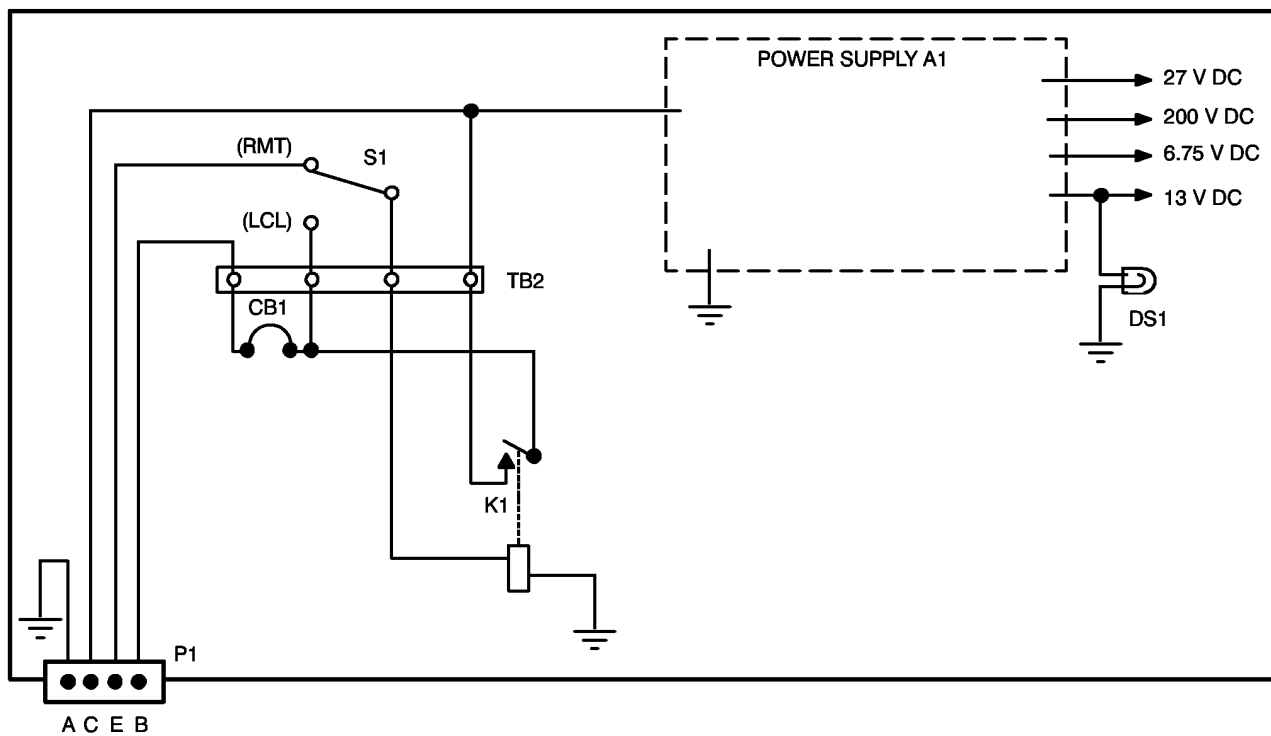 POWER SUPPLY A1
27 V DC
200 V DC
6.75 V DC
13 V DC
(RMT)
S1
(LCL)
TB2
CB1
DS1
K1
P1
A C E B